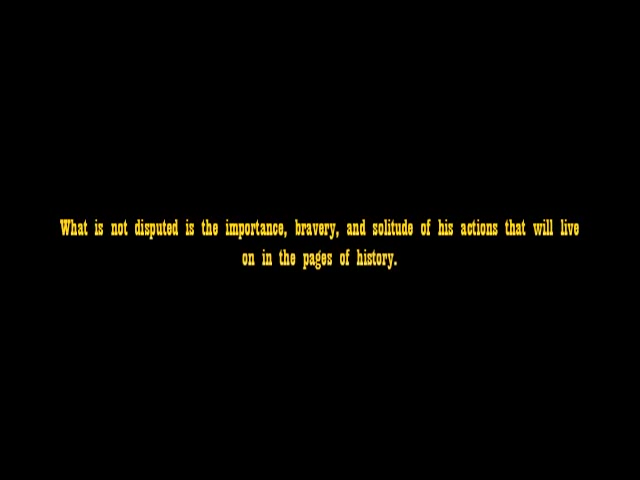 What is not disputed is the importance, bravery, and solitude of his actions that will live
on in the pages of history.